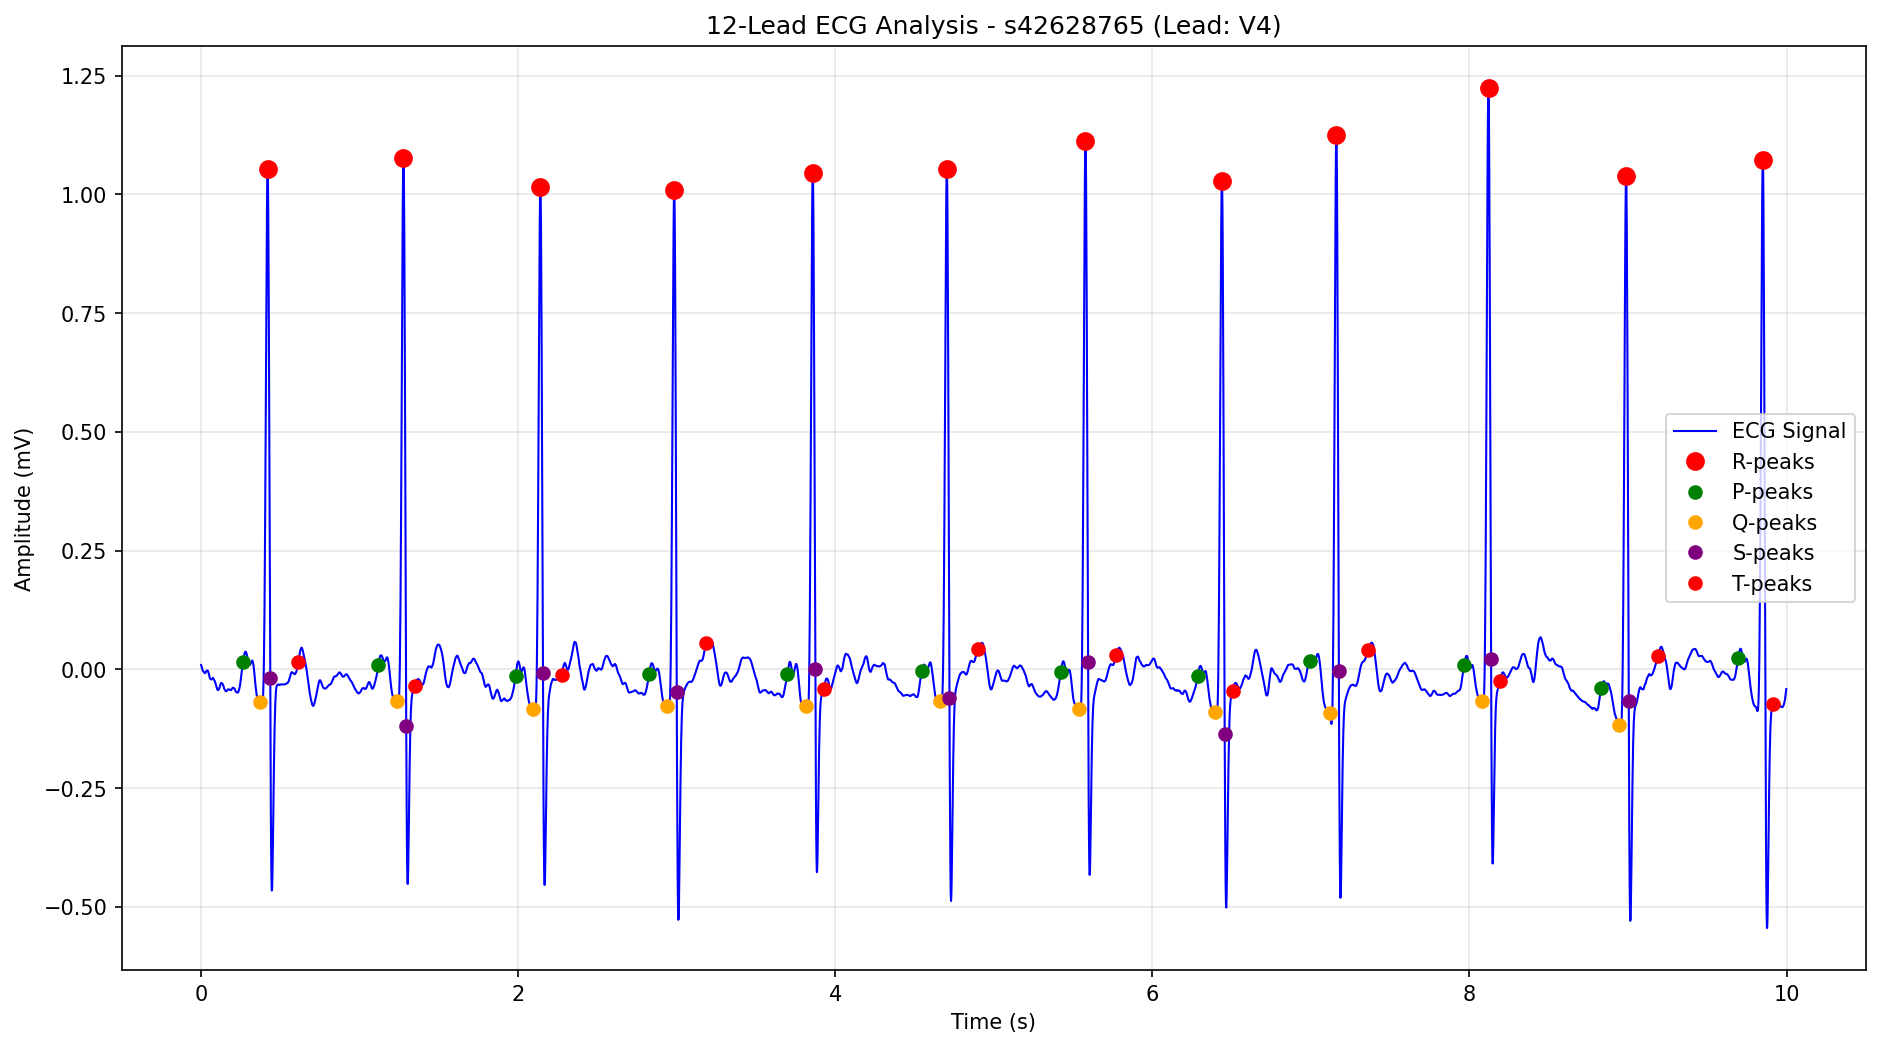 12-Lead ECG Analysis - s42628765 (Lead: V4)
Amplitude (mV)
1.25
1.00
0.75
0.50
0.25
0.00
−0.25
−0.50
ECG Signal
R-peaks
P-peaks
Q-peaks
S-peaks
T-peaks
0 2 4 6 8 10
Time (s)